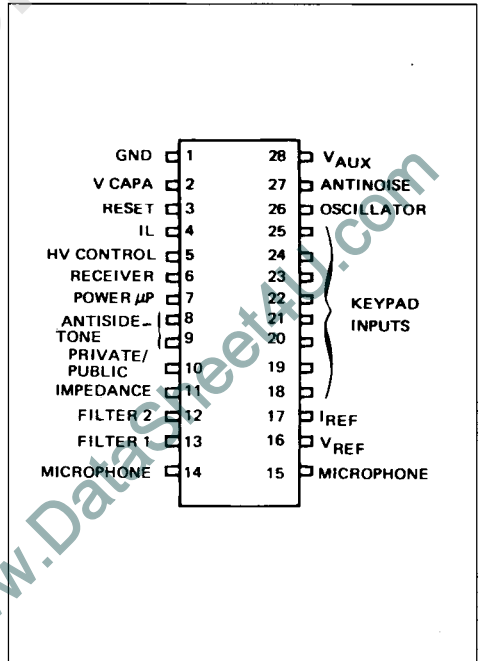 GND 1 28 VAUX
V CAPA 2 27 ANTINOISE
RESET 3 26 OSCILLATOR
IL 4 25
HV CONTROL 5 24
RECEIVER 6 23
POWER µP 7 22
KEYPAD INPUTS
ANTISIDE- TONE 8 21
9 20
PRIVATE/ PUBLIC 10 19
IMPEDANCE 11 18
FILTER 2 12 17 IREF
FILTER 1 13 16 VREF
MICROPHONE 14 15 MICROPHONE
www.DataSheet4U.com